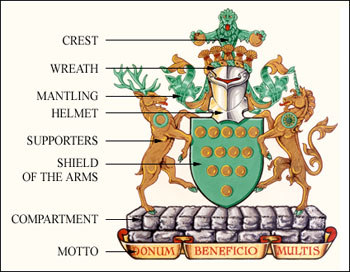 CREST
WREATH
MANTLING
HELMET
SUPPORTERS
SHIELD
OF THE ARMS
COMPARTMENT
MOTTO
DONUM BENEFICIO MULTIS